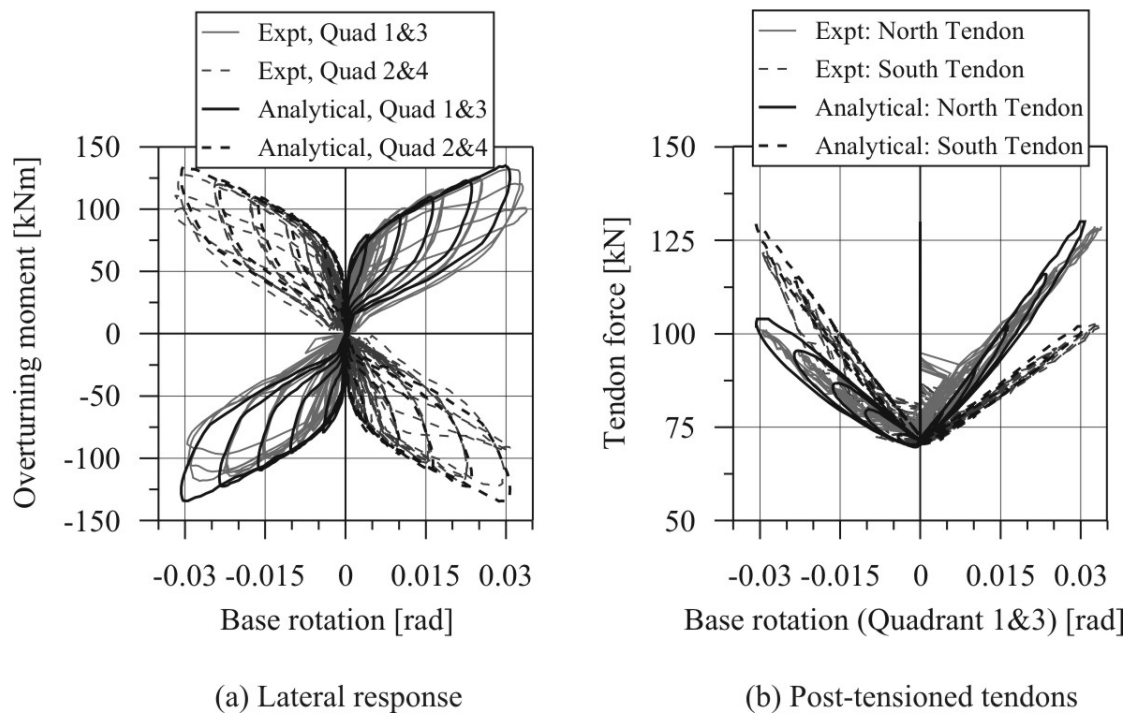 Expt, Quad 1&3
Expt, Quad 2&4
Analytical, Quad 1&3
Analytical, Quad 2&4
150
100
50
0
-50
-100
-150
Overturning moment [kNm]
-0.03 -0.015 0 0.015 0.03
Base rotation [rad]
(a) Lateral response
Expt: North Tendon
Expt: South Tendon
Analytical: North Tendon
Analytical: South Tendon
150
125
100
75
50
Tendon force [kN]
-0.03 -0.015 0 0.015 0.03
Base rotation (Quadrant 1&3) [rad]
(b) Post-tensioned tendons